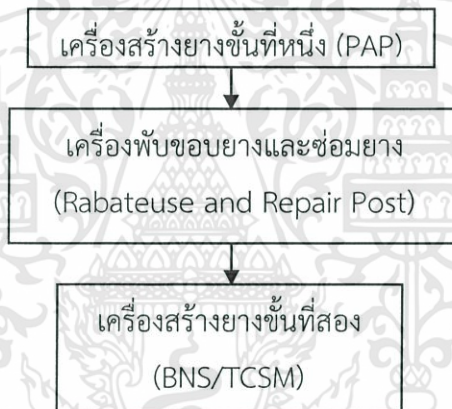 เครื่องสร้างยางขั้นที่หนึ่ง (PAP)
เครื่องพับขอบยางและซ่อมยาง
(Rabateuse and Repair Post)
เครื่องสร้างยางขั้นที่สอง
(BNS/TCSM)